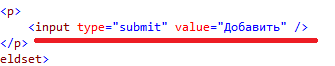 <p>
<input type="submit" value="Добавить" />
</p>
eldset>